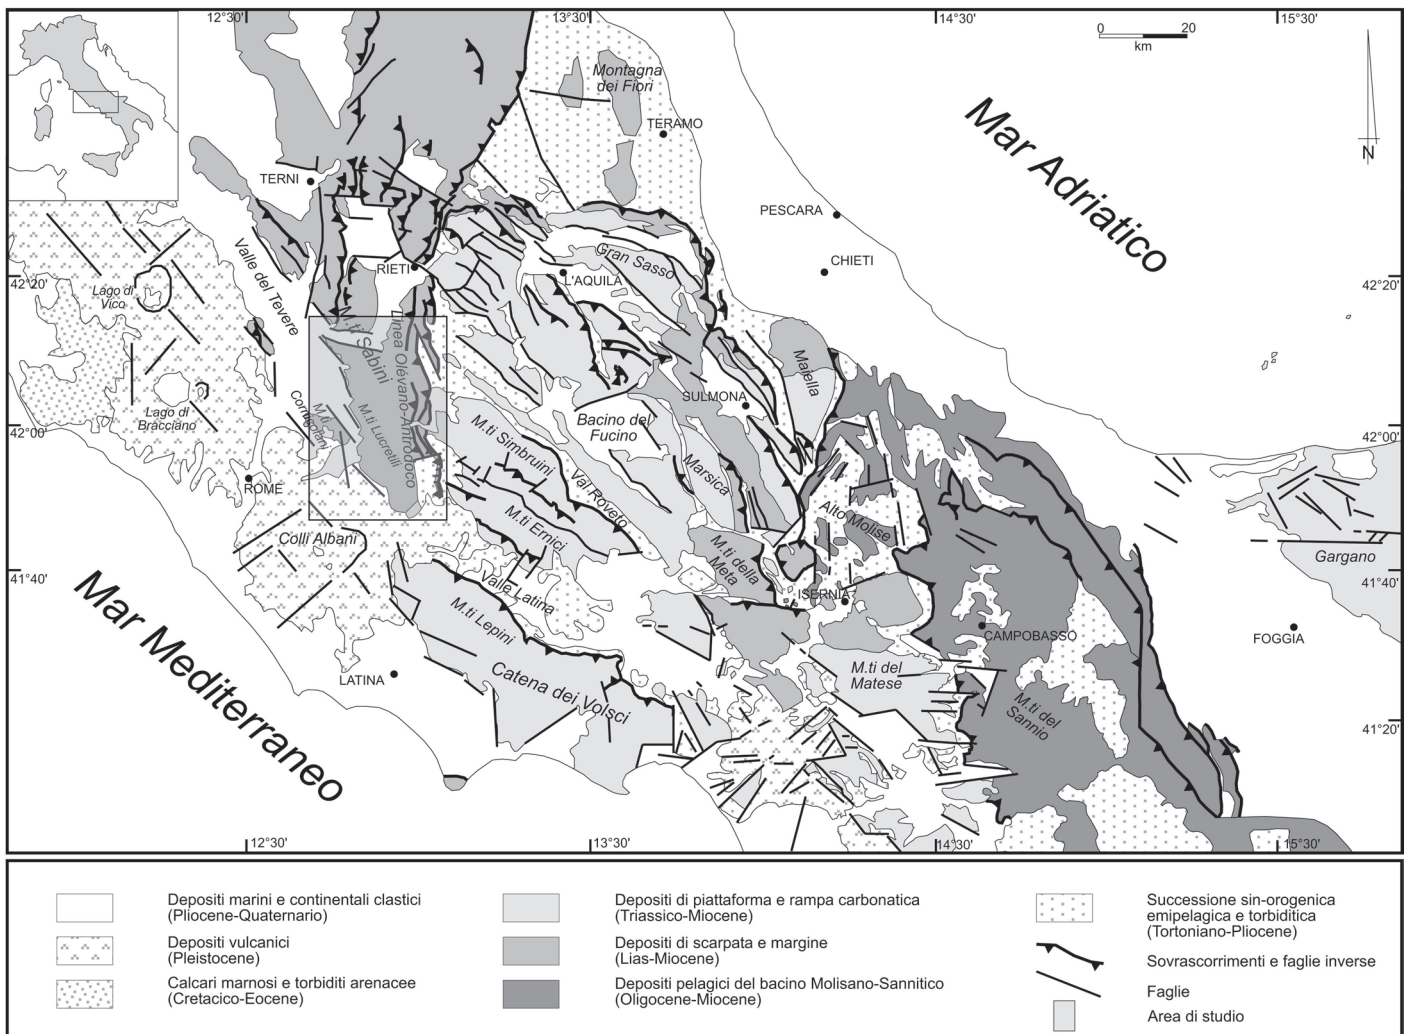 12°30'
13°30'
14°30'
15°30'
0 20
km
N
Montagna
dei Fiori
TERAMO
TERNI
Mar Adriatico
PESCARA
CHIETI
RIETI
Gran Sasso
L'AQUILA
42°20'
42°20'
Valle del Tevere
Lago di
Vico
M.ti Sabini
Linea Olevano-Antrodoco
Maiella
SULMONA
Lago di
Bracciano
Cornicolani
M.ti
M.ti Lucretili
M.ti Simbruini
Bacino del
Fucino
42°00'
42°00'
Marsica
Val Roveto
ROME
Alto Molise
Colli Albani
M.ti Ernici
M.ti della
Meta
Gargano
41°40'
41°40'
Valle Latina
ISERNIA
M.ti Lepini
CAMPOBASSO
FOGGIA
Mar Mediterraneo
LATINA
Catena dei Volsci
M.ti del
Matese
M.ti del
Sannio
41°20'
12°30'
13°30'
14°30'
15°30'
Depositi marini e continentali clastici
(Pliocene-Quaternario)
Depositi vulcanici
(Pleistocene)
Calcari marnosi e torbiditi arenacee
(Cretacico-Eocene)
Depositi di piattaforma e rampa carbonatica
(Triassico-Miocene)
Depositi di scarpata e margine
(Lias-Miocene)
Depositi pelagici del bacino Molisano-Sannitico
(Oligocene-Miocene)
Successione sin-orogenica
emipelagica e torbiditica
(Tortoniano-Pliocene)
Sovrascorrimenti e faglie inverse
Faglie
Area di studio